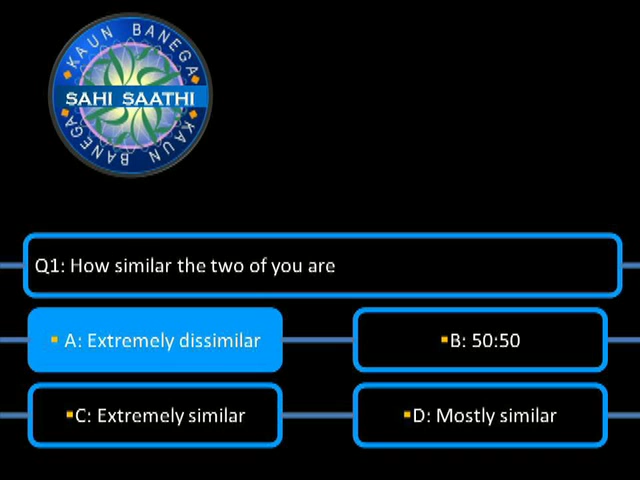 KAUN BANEGA
SAHI SAATHI
KAUN BANEGA
Q1: How similar the two of you are
A: Extremely dissimilar
B: 50:50
C: Extremely similar
D: Mostly similar